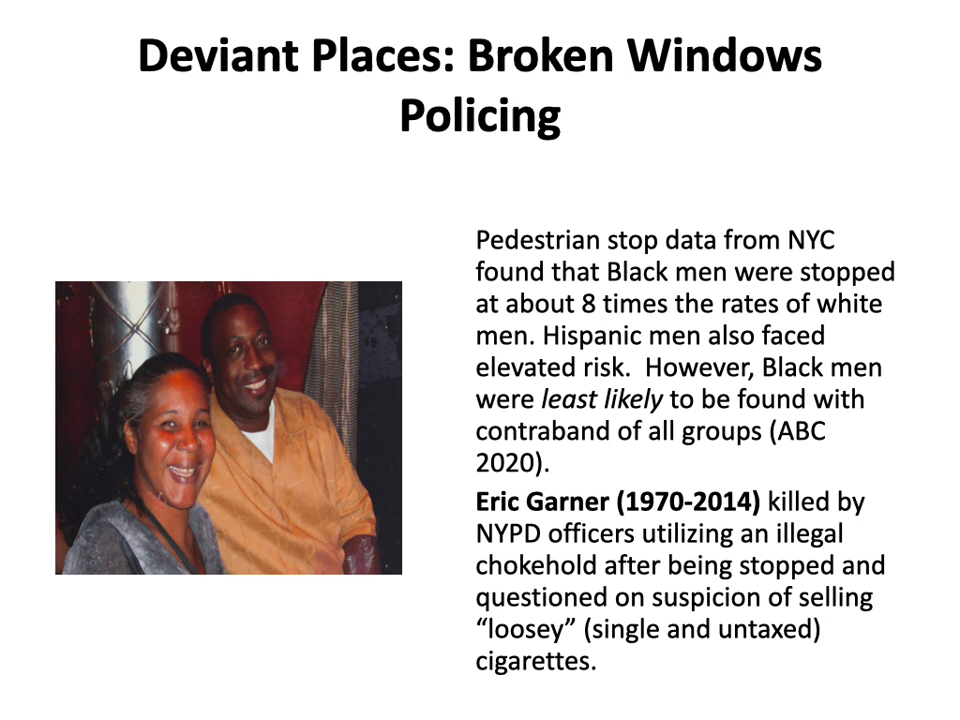 Deviant Places: Broken Windows
Policing
Pedestrian stop data from NYC
found that Black men were stopped
at about 8 times the rates of white
men. Hispanic men also faced
elevated risk.  However, Black men
were least likely to be found with
contraband of all groups (ABC
2020).
Eric Garner (1970-2014) killed by
NYPD officers utilizing an illegal
chokehold after being stopped and
questioned on suspicion of selling
“loosey” (single and untaxed)
cigarettes.